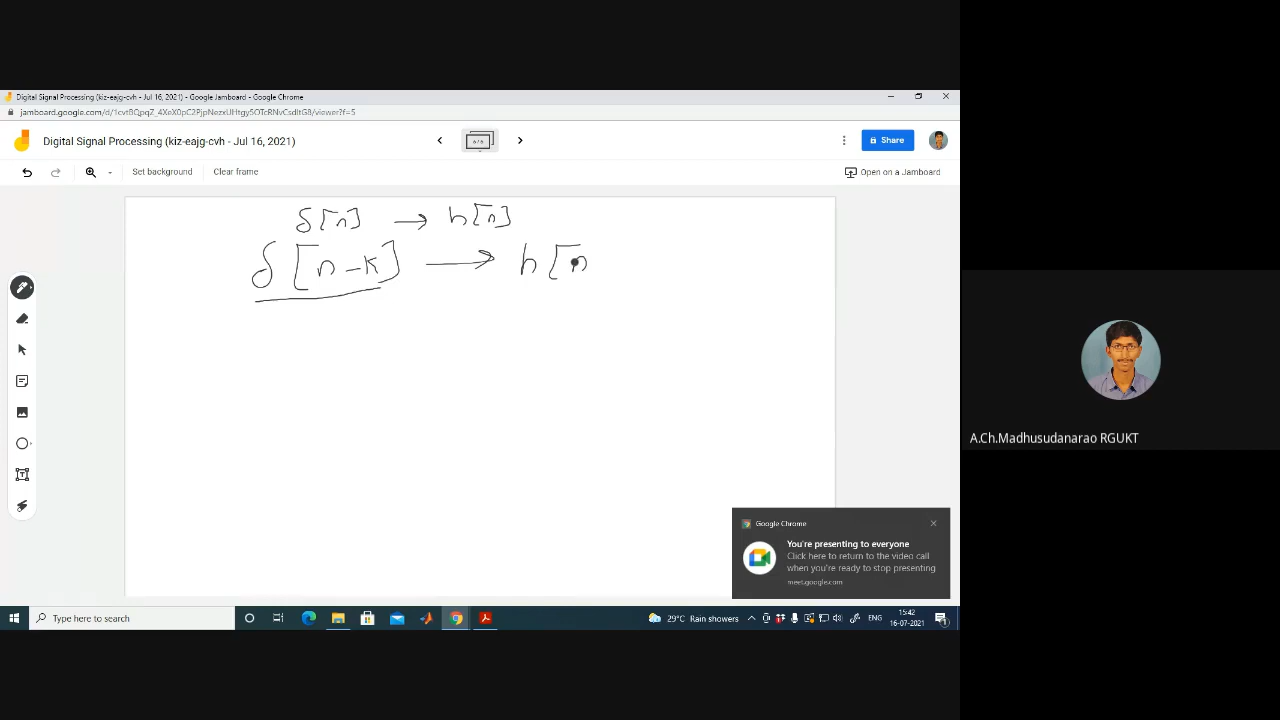 Digital Signal Processing (kiz-eajg-cvh - Jul 16, 2021) - Google Jamboard - Google Chrome
Digital Signal Processing (kiz-eajg-cvh - Jul 16, 2021)
6 / 6
Share
Set background
Clear frame
Open on a Jamboard
δ[n] → h[n]
δ[n-k] → h[n
A.Ch.Madhusudanarao RGUKT
Google Chrome
You're presenting to everyone
Click here to return to the video call
when you're ready to stop presenting
meet.google.com
Type here to search
29°C Rain showers
ENG
15:42
16-07-2021